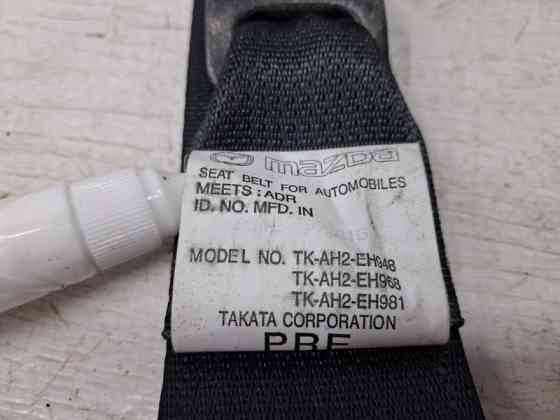 mazda
SEAT BELT FOR AUTOMOBILES
MEETS : ADR
ID. NO. MFD. IN
MODEL NO. TK-AH2-EH948
TK-AH2-EH968
TK-AH2-EH981
TAKATA CORPORATION
PRE